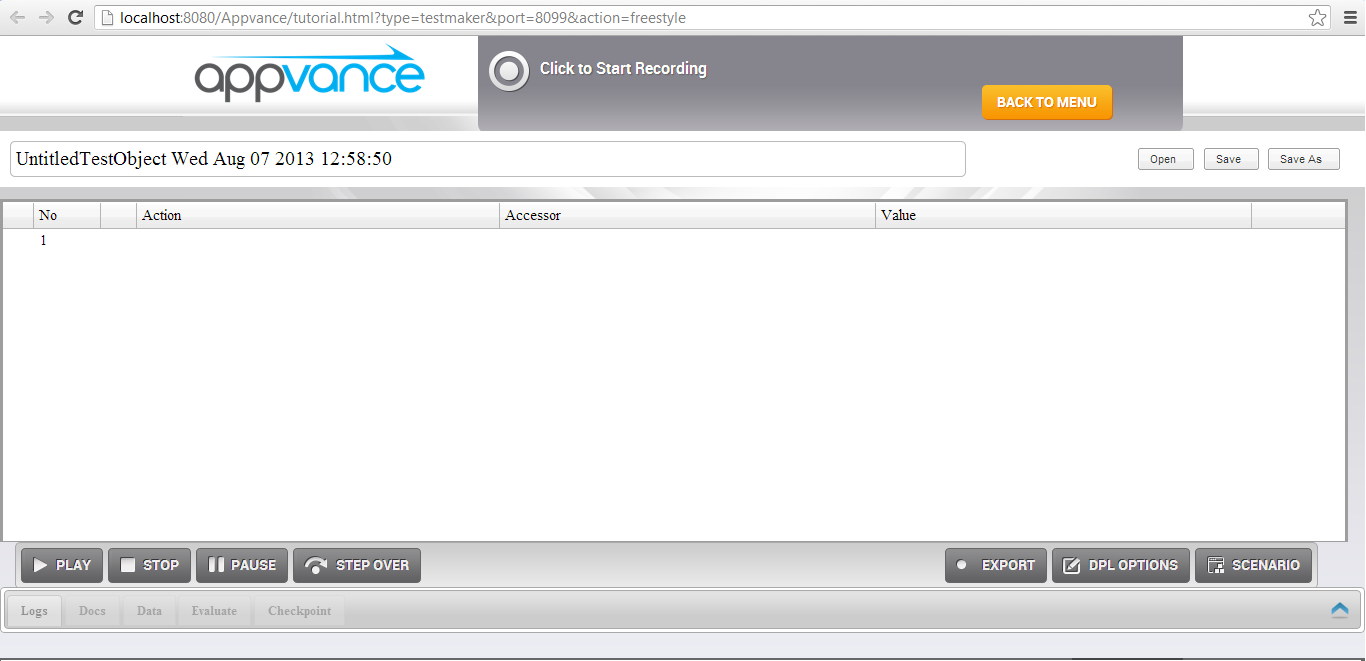 localhost:8080/Appvance/tutorial.html?type=testmaker&port=8099&action=freestyle
appvance
Click to Start Recording
BACK TO MENU
UntitledTestObject Wed Aug 07 2013 12:58:50
Open Save Save As
No Action Accessor Value
1
PLAY STOP PAUSE STEP OVER EXPORT DPL OPTIONS SCENARIO
Logs Docs Data Evaluate Checkpoint